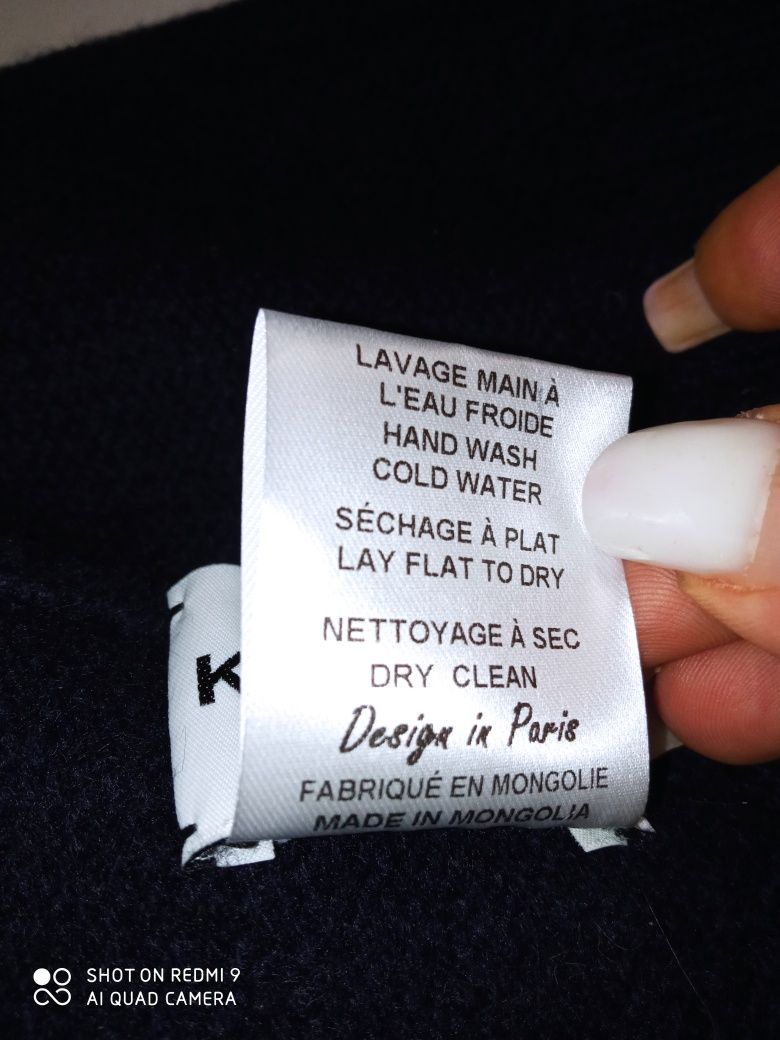 LAVAGE MAIN À
L'EAU FROIDE
HAND WASH
COLD WATER
SÉCHAGE À PLAT
LAY FLAT TO DRY
NETTOYAGE À SEC
DRY CLEAN
Design in Paris
FABRIQUÉ EN MONGOLIE
MADE IN MONGOLIA
K
SHOT ON REDMI 9
AI QUAD CAMERA